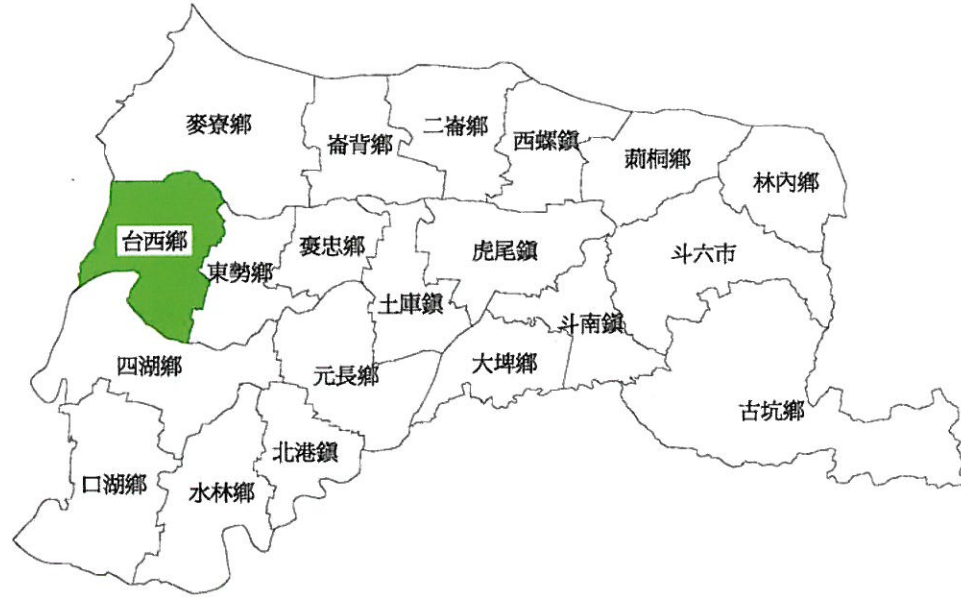 麥寮鄉
崙背鄉
二崙鄉
西螺鎮
莿桐鄉
林內鄉
台西鄉
東勢鄉
褒忠鄉
土庫鎮
虎尾鎮
斗六市
斗南鎮
四湖鄉
元長鄉
大埤鄉
古坑鄉
北港鎮
口湖鄉
水林鄉